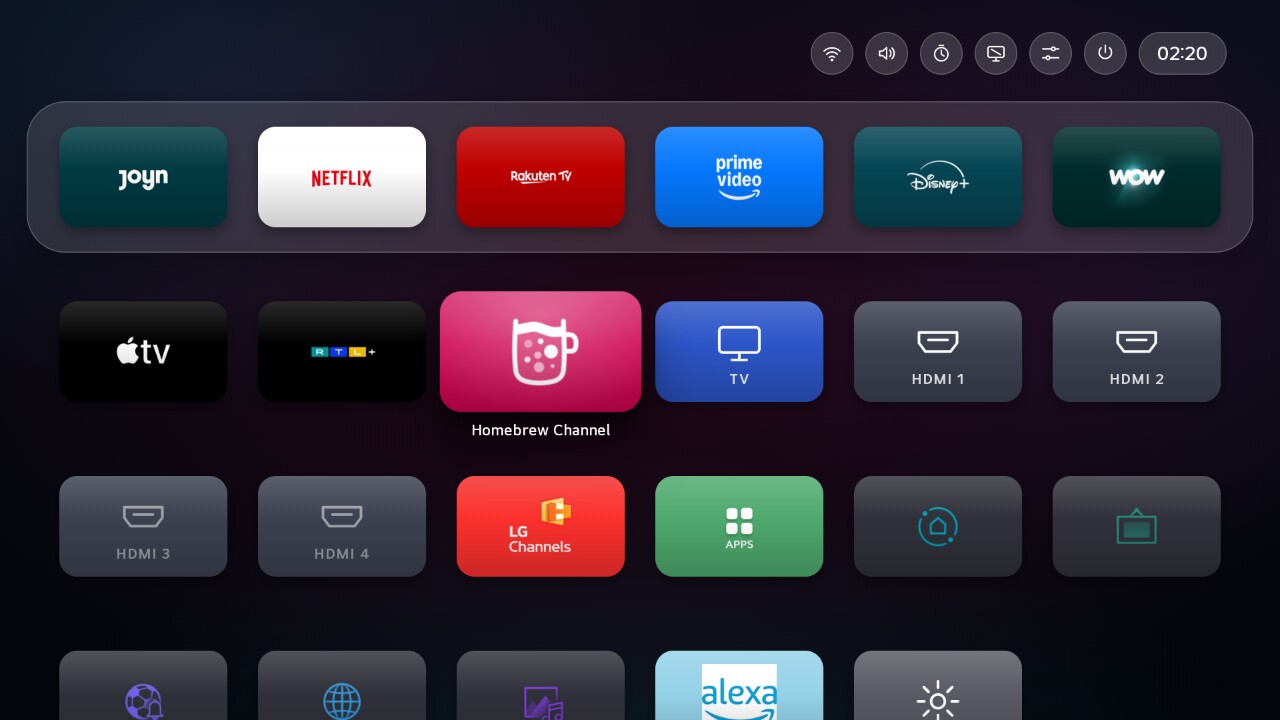 02:20
joyn
NETFLIX
Rakuten TV
prime
video
Disney+
WOW
tv
RTL+
TV
HDMI 1
HDMI 2
Homebrew Channel
HDMI 3
HDMI 4
LG
Channels
APPS
alexa